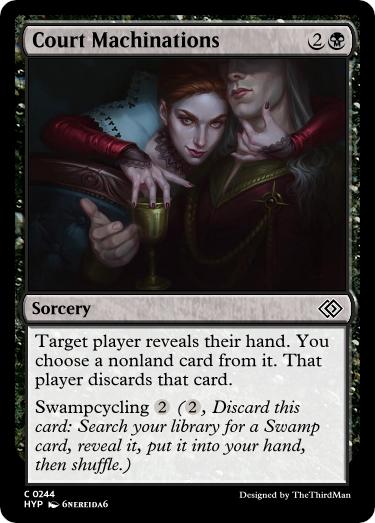 Court Machinations 2
Sorcery
Target player reveals their hand. You
choose a nonland card from it. That
player discards that card.
Swampcycling 2 (2, Discard this
card: Search your library for a Swamp
card, reveal it, put it into your hand,
then shuffle.)
C 0244
HYP 6NEREIDA6
Designed by TheThirdMan